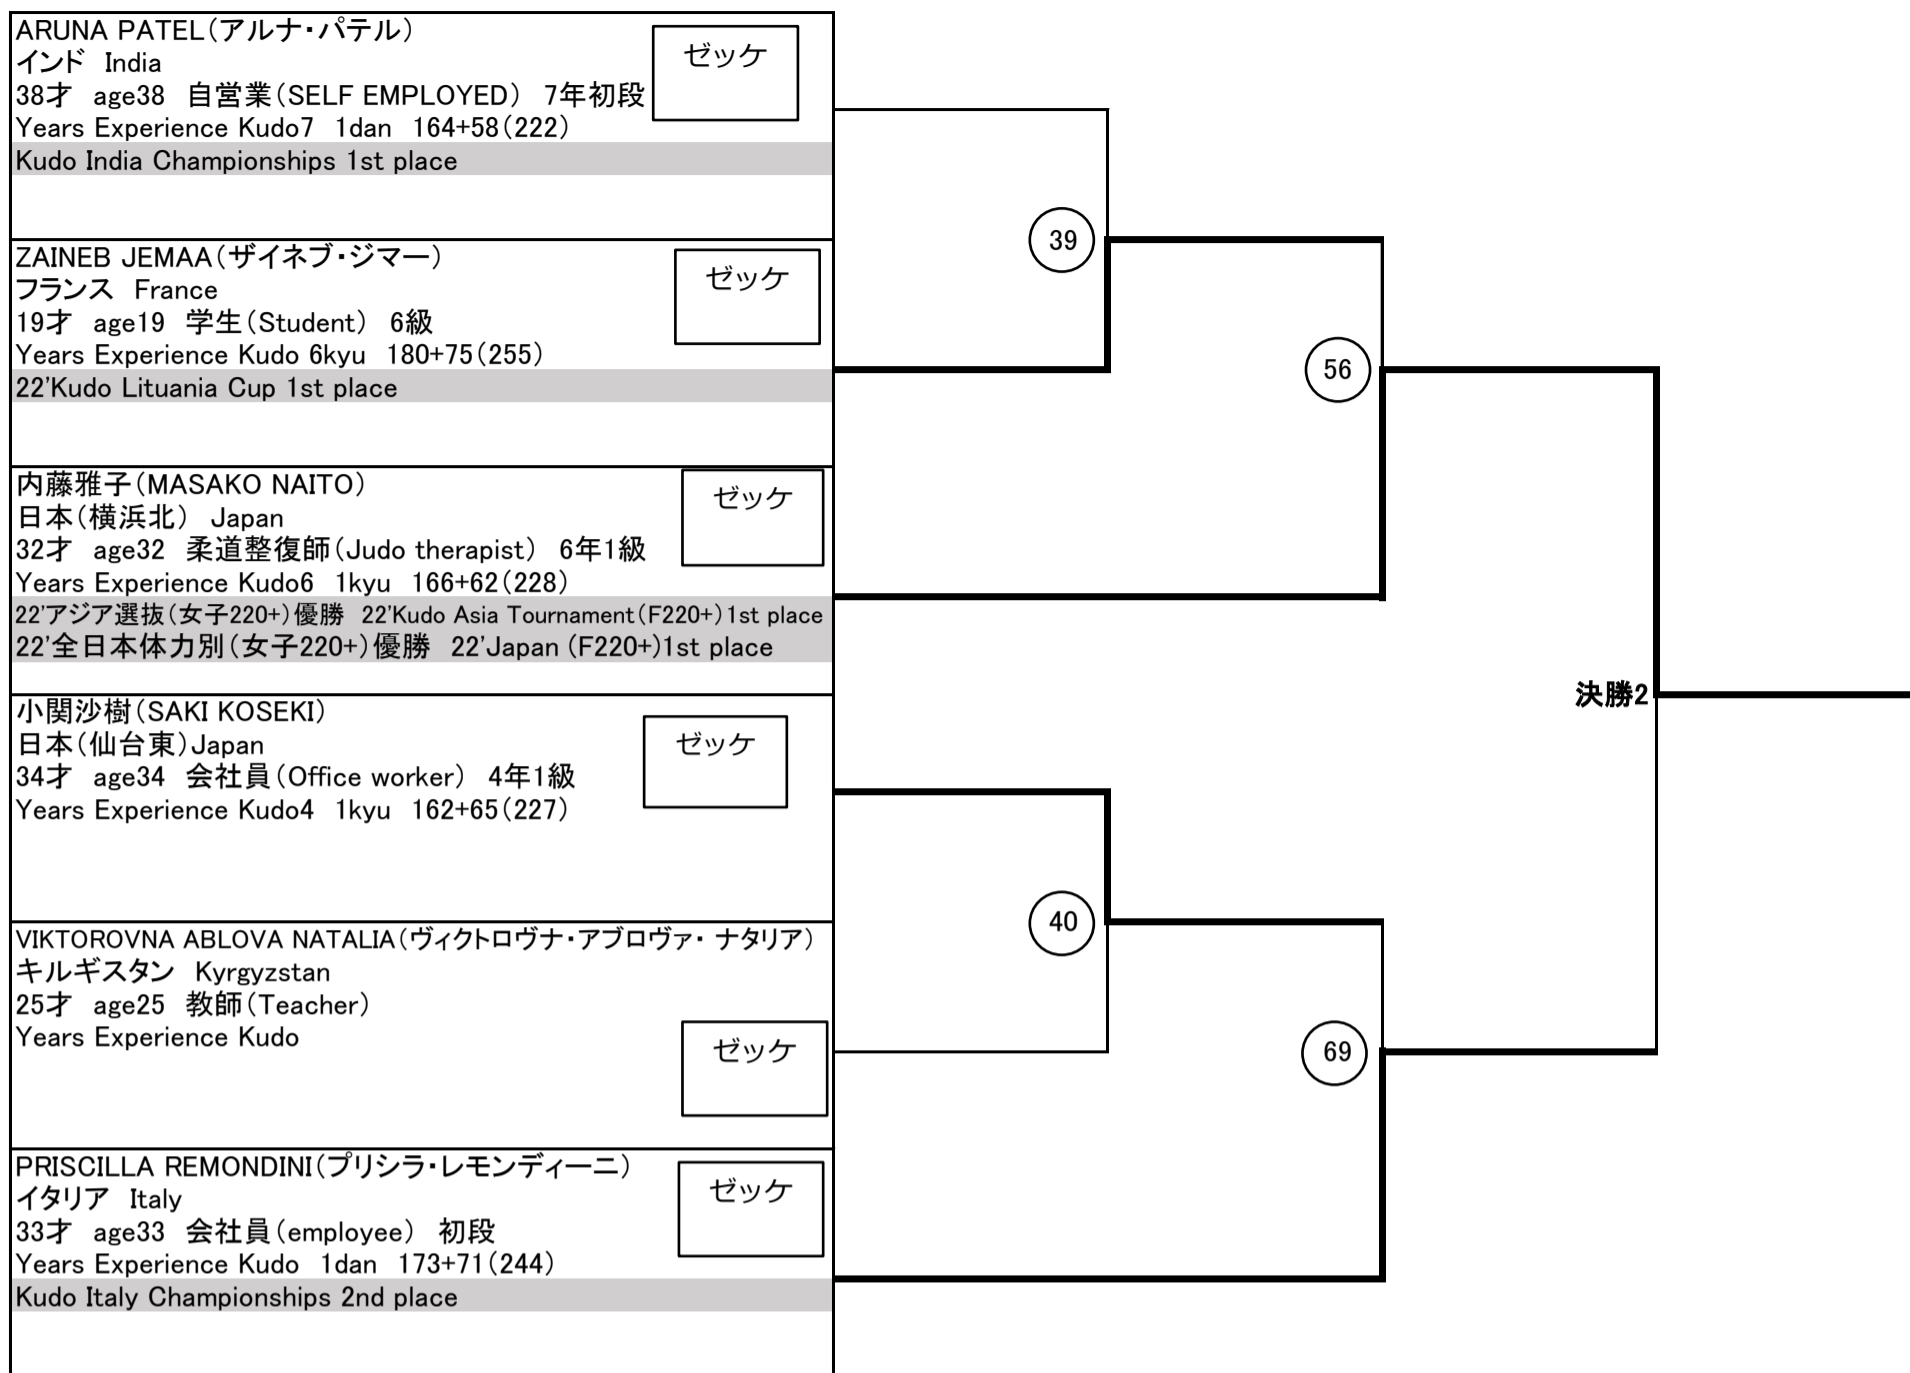 ARUNA PATEL（アルナ・パテル）
ゼッケ
インド India
38才 age38 自営業（SELF EMPLOYED） 7年初段
Years Experience Kudo7 1dan 164+58（222）
Kudo India Championships 1st place
39
ZAINEB JEMAA（ザイネブ・ジマー）
ゼッケ
フランス France
19才 age19 学生（Student） 6級
Years Experience Kudo 6kyu 180+75（255）
22'Kudo Lituania Cup 1st place
56
内藤雅子（MASAKO NAITO）
ゼッケ
日本（横浜北） Japan
32才 age32 柔道整復師（Judo therapist） 6年1級
Years Experience Kudo6 1kyu 166+62（228）
22'アジア選抜（女子220+）優勝 22'Kudo Asia Tournament（F220+）1st place
22'全日本体力別（女子220+）優勝 22'Japan (F220+)1st place
決勝2
小関沙樹（SAKI KOSEKI）
ゼッケ
日本（仙台東）Japan
34才 age34 会社員（Office worker） 4年1級
Years Experience Kudo4 1kyu 162+65（227）
40
VIKTOROVNA ABLOVA NATALIA（ヴィクトロヴナ・アブロヴァ・ ナタリア）
キルギスタン Kyrgyzstan
25才 age25 教師（Teacher）
Years Experience Kudo
ゼッケ
69
PRISCILLA REMONDINI（プリシラ・レモンディーニ）
ゼッケ
イタリア Italy
33才 age33 会社員（employee） 初段
Years Experience Kudo 1dan 173+71（244）
Kudo Italy Championships 2nd place